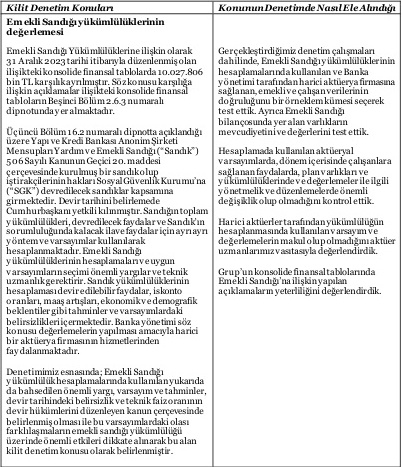 Kilit Denetim Konuları
Konunun Denetimde Nasıl Ele Alındığı
Emekli Sandığı yükümlülüklerinin
değerlemesi
Emekli Sandığı Yükümlülüklerine ilişkin olarak
31 Aralık 2023 tarihi itibarıyla düzenlenmiş olan
ilişikteki konsolide finansal tablolarda 10.027.806
bin TL karşılık ayrılmıştır. Söz konusu karşılığa
ilişkin açıklamalar ilişikteki konsolide finansal
tabloların Beşinci Bölüm 2.6.3 numaralı
dipnotunda yer almaktadır.
Üçüncü Bölüm 16.2 numaralı dipnotta açıklandığı
üzere Yapı ve Kredi Bankası Anonim Şirketi
Mensupları Yardım ve Emekli Sandığı ("Sandık")
506 Sayılı Kanunun Geçici 20. maddesi
çerçevesinde kurulmuş bir sandık olup
iştirakçilerinin hakları Sosyal Güvenlik Kurumu'na
("SGK") devredilecek sandıklar kapsamına
girmektedir. Devir tarihini belirlemede
Cumhurbaşkanı yetkili kılınmıştır. Sandığın toplam
yükümlülükleri, devredilecek faydalar ve Sandık'ın
sorumluluğunda kalacak ilave faydalar için ayrı ayrı
yöntem ve varsayımlar kullanılarak
hesaplanmaktadır. Emekli Sandığı
yükümlülüklerinin hesaplamaları ve uygun
varsayımların seçimi önemli yargılar ve teknik
uzmanlık gerektirir. Sandık yükümlülüklerinin
hesaplaması devir edilebilir faydalar, iskonto
oranları, maaş artışları, ekonomik ve demografik
beklentiler gibi tahminler ve varsayımlardaki
belirsizlikleri içermektedir. Banka yönetimi söz
konusu değerlemelerin yapılması amacıyla harici
bir aktüerya firmasının hizmetlerinden
faydalanmaktadır.
Denetimimiz esnasında; Emekli Sandığı
yükümlülük hesaplamalarında kullanılan yukarıda
da bahsedilen önemli yargı, varsayım ve tahminler,
devir tarihindeki belirsizlik ve teknik faiz oranının
devir hükümlerini düzenleyen kanun çerçevesinde
belirlenmiş olması ile bu varsayımlardaki olası
farklılaşmaların emekli sandığı yükümlülüğü
üzerinde önemli etkileri dikkate alınarak bu alan
kilit denetim konusu olarak belirlenmiştir.
Gerçekleştirdiğimiz denetim çalışmaları
dahilinde, Emekli Sandığı yükümlülüklerinin
hesaplamalarında kullanılan ve Banka
yönetimi tarafından harici aktüerya firmasına
sağlanan, emekli ve çalışan verilerinin
doğruluğunu bir örneklem kümesi seçerek
test ettik. Ayrıca Emekli Sandığı
bilançosunda yer alan varlıkların
mevcudiyetini ve değerlerini test ettik.
Hesaplamada kullanılan aktüeryal
varsayımlarda, dönem içerisinde çalışanlara
sağlanan faydalarda, plan varlıkları ve
yükümlülüklerinde ve değerlemeler ile ilgili
yönetmelik ve düzenlemelerde önemli
değişiklik olup olmadığını kontrol ettik.
Harici aktüerler tarafından yükümlülüğün
hesaplanmasında kullanılan varsayım ve
değerlemelerin makul olup olmadığını aktüer
uzmanlarımız vasıtasıyla değerlendirdik.
Grup'un konsolide finansal tablolarında
Emekli Sandığı'na ilişkin yapılan
açıklamaların yeterliliğini değerlendirdik.